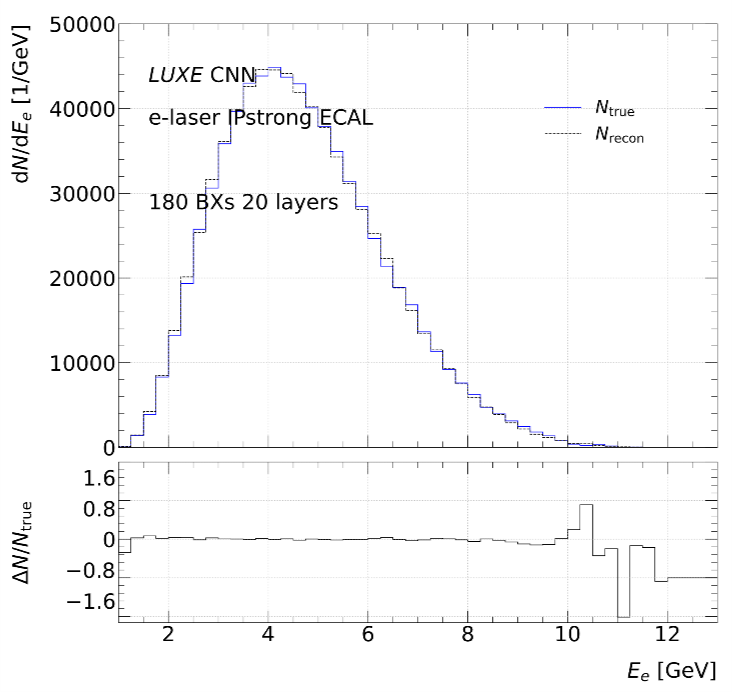 50000
40000
30000
20000
10000
0
dN/dEₑ [1/GeV]
LUXE CNN
e-laser IPstrong ECAL
180 BXs 20 layers
N_true
N_recon
1.6
0.8
0
−0.8
−1.6
ΔN/N_true
2 4 6 8 10 12
Eₑ [GeV]